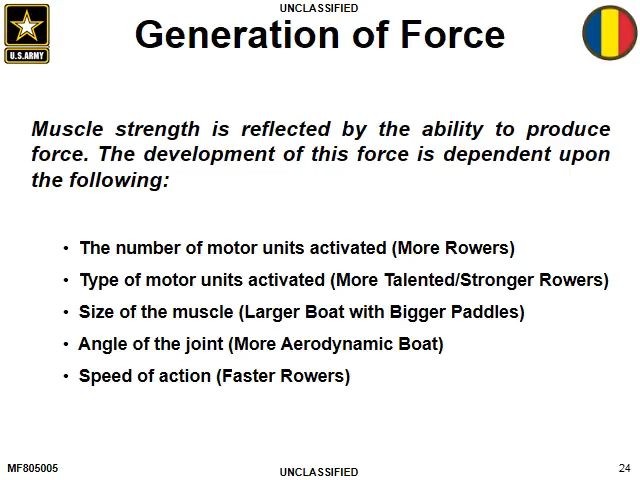 UNCLASSIFIED
Generation of Force
U.S.ARMY
Muscle strength is reflected by the ability to produce
force. The development of this force is dependent upon
the following:
• The number of motor units activated (More Rowers)
• Type of motor units activated (More Talented/Stronger Rowers)
• Size of the muscle (Larger Boat with Bigger Paddles)
• Angle of the joint (More Aerodynamic Boat)
• Speed of action (Faster Rowers)
MF805005
UNCLASSIFIED
24